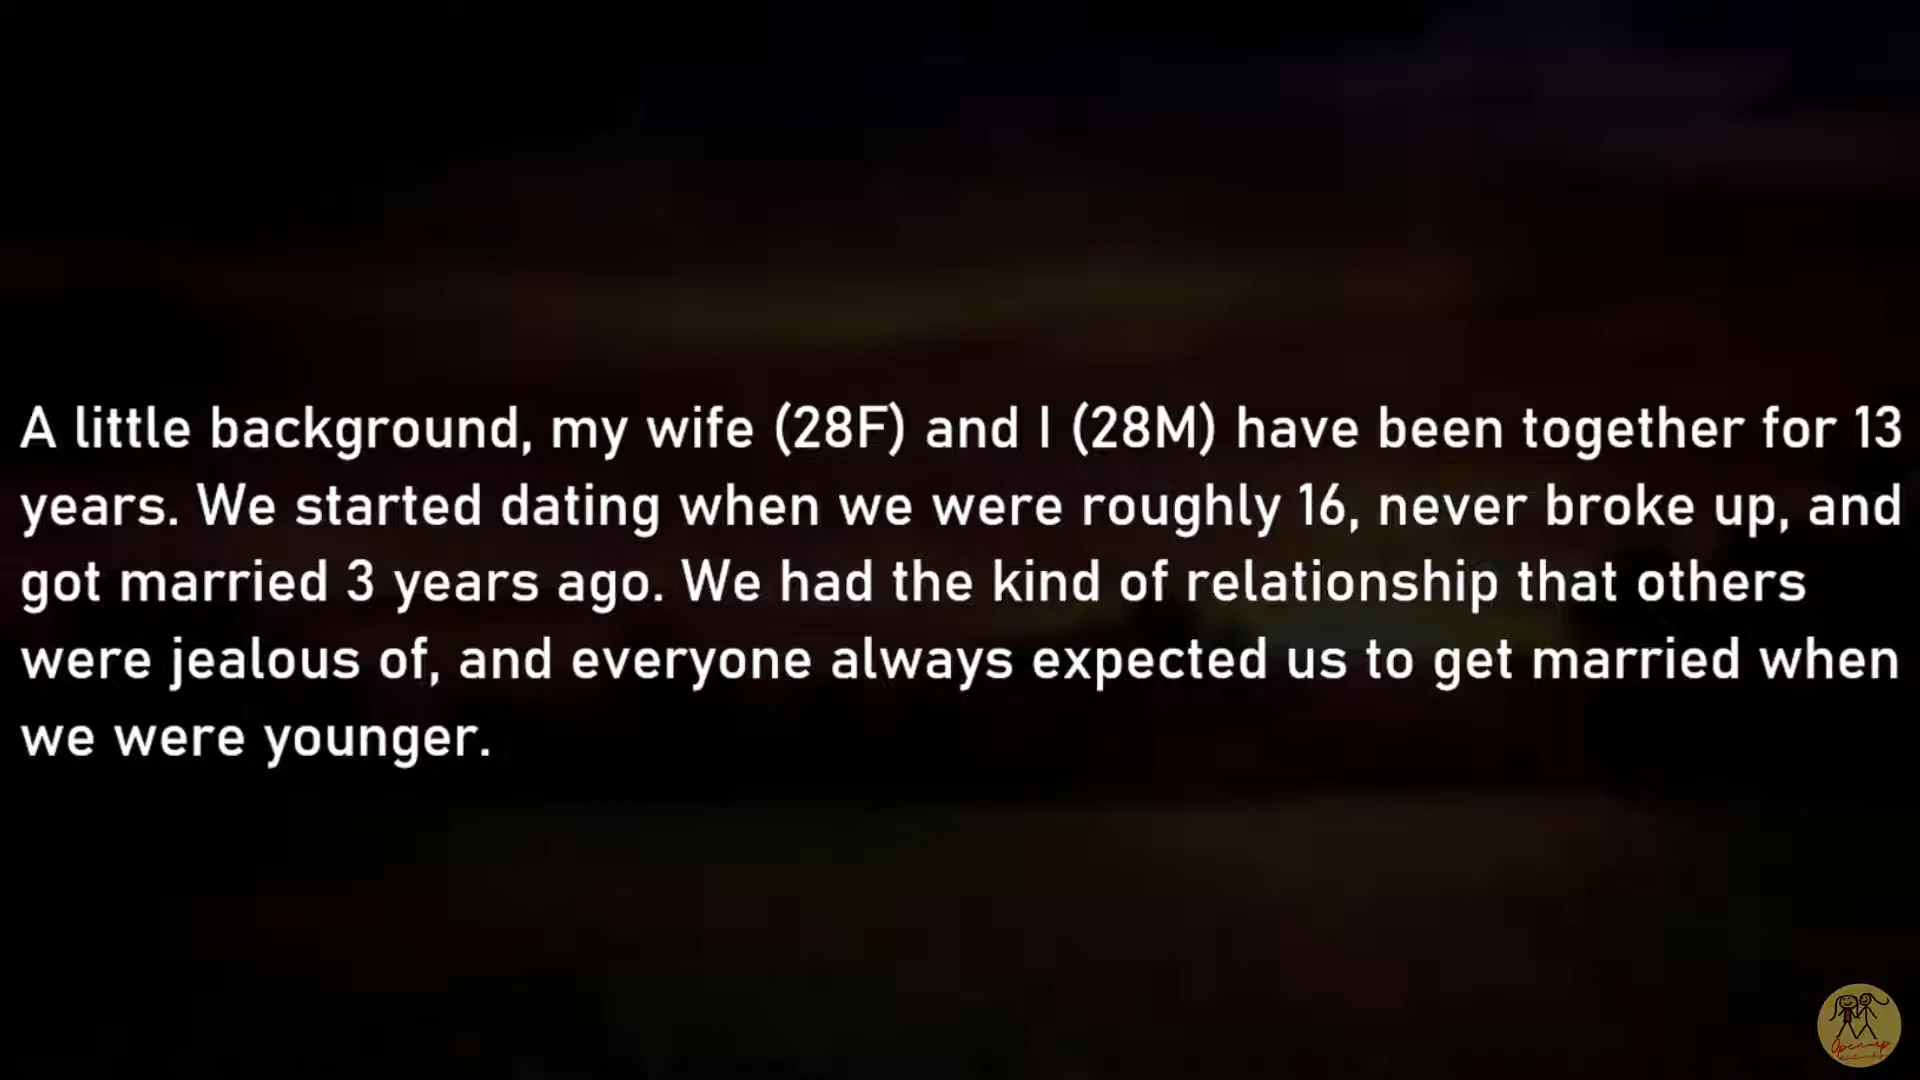 A little background, my wife (28F) and I (28M) have been together for 13
years. We started dating when we were roughly 16, never broke up, and
got married 3 years ago. We had the kind of relationship that others
were jealous of, and everyone always expected us to get married when
we were younger.
Open-up